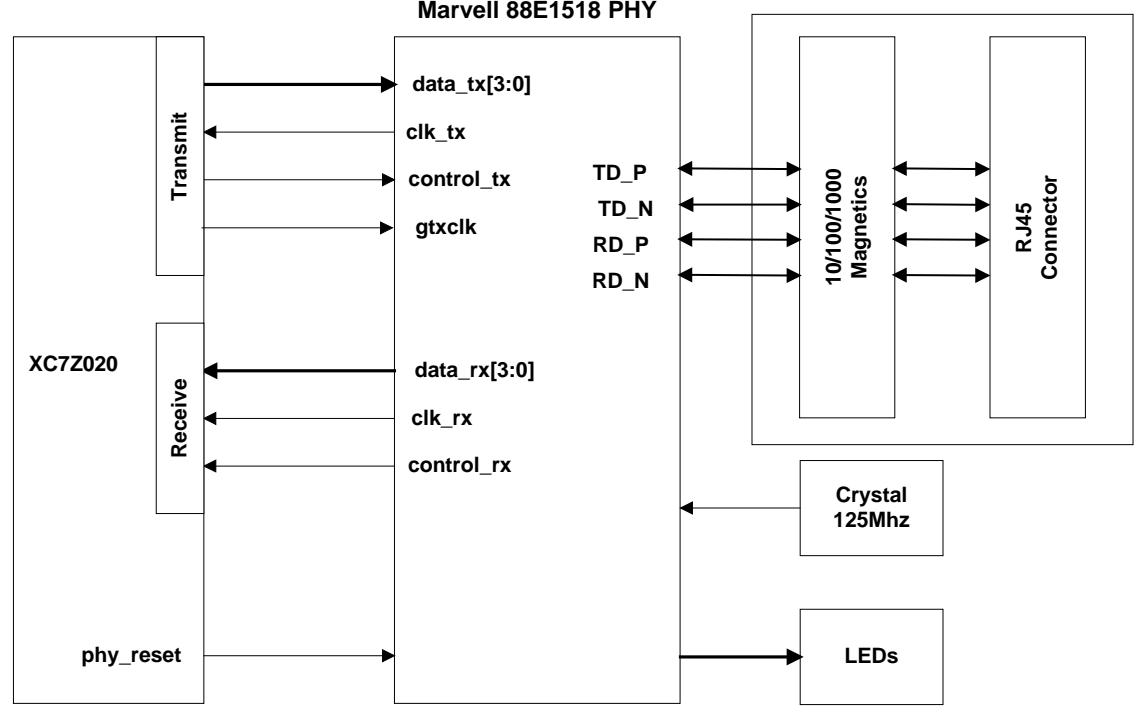 Marvell 88E1518 PHY
Transmit
data_tx[3:0]
clk_tx
control_tx
gtxclk
TD_P
TD_N
RD_P
RD_N
10/100/1000
Magnetics
RJ45
Connector
XC7Z020
Receive
data_rx[3:0]
clk_rx
control_rx
Crystal
125Mhz
phy_reset
LEDs